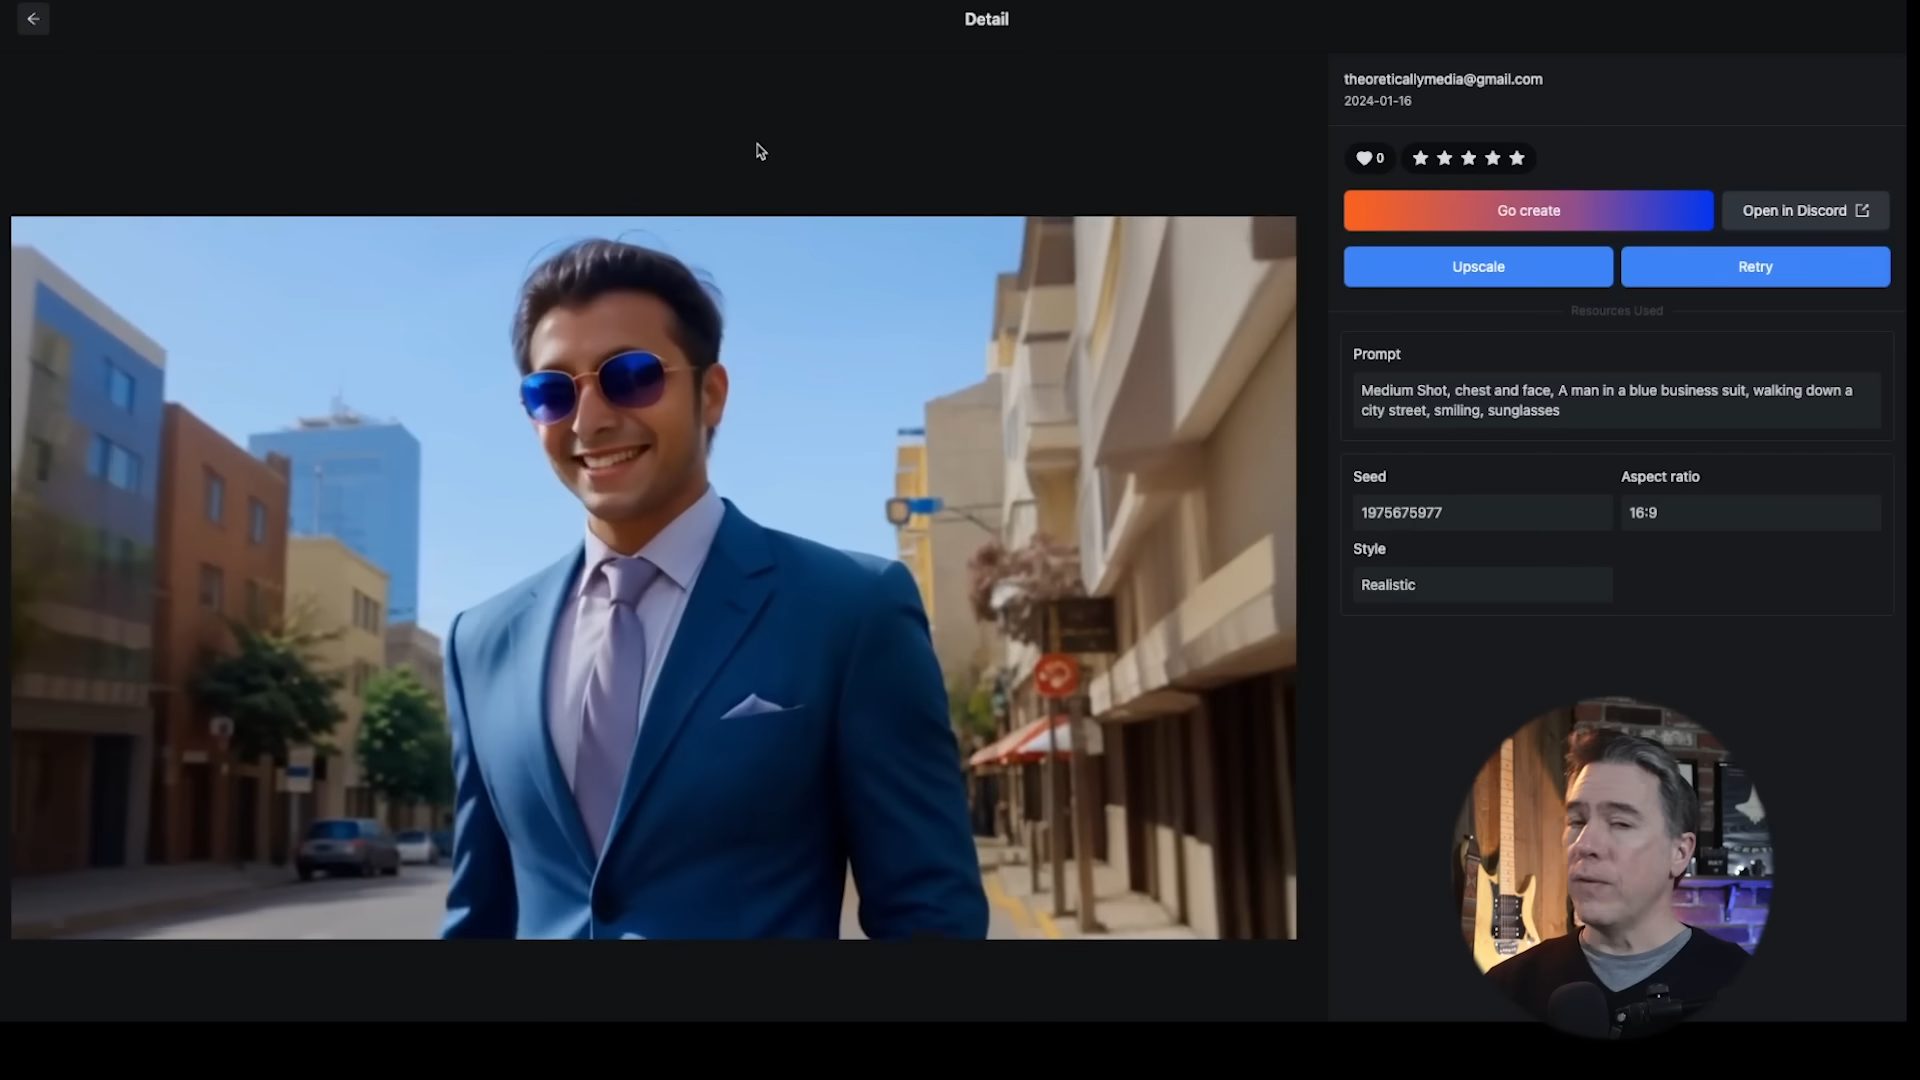 Detail
theoreticallymedia@gmail.com
2024-01-16
0
Go create
Open in Discord
Upscale
Retry
Resources Used
Prompt
Medium Shot, chest and face, A man in a blue business suit, walking down a
city street, smiling, sunglasses
Seed
Aspect ratio
1975675977
16:9
Style
Realistic